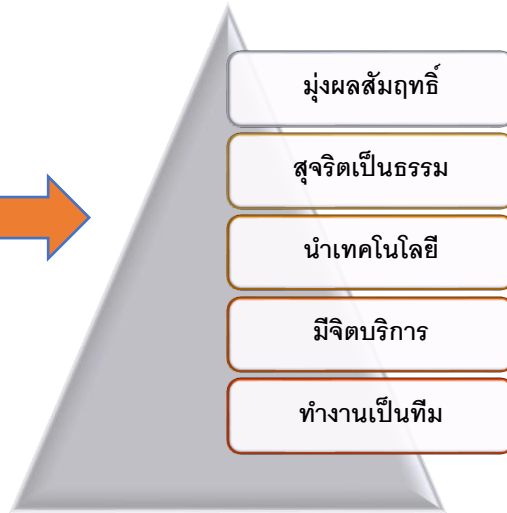 มุ่งผลสัมฤทธิ์
สุจริตเป็นธรรม
นำเทคโนโลยี
มีจิตบริการ
ทำงานเป็นทีม